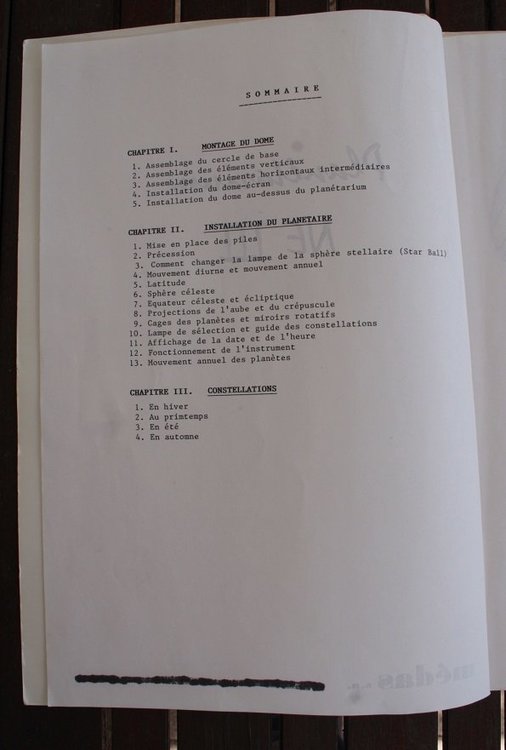 SOMMAIRE
CHAPITRE I. MONTAGE DU DOME
1. Assemblage du cercle de base
2. Assemblage des éléments verticaux
3. Assemblage des éléments horizontaux intermédiaires
4. Installation du dome-écran
5. Installation du dome au-dessus du planétarium
CHAPITRE II. INSTALLATION DU PLANETAIRE
1. Mise en place des piles
2. Précession
3. Comment changer la lampe de la sphère stellaire (Star Ball)
4. Mouvement diurne et mouvement annuel
5. Latitude
6. Sphère céleste
7. Equateur céleste et écliptique
8. Projections de l'aube et du crépuscule
9. Cages des planètes et miroirs rotatifs
10. Lampe de sélection et guide des constellations
11. Affichage de la date et de l'heure
12. Fonctionnement de l'instrument
13. Mouvement annuel des planètes
CHAPITRE III. CONSTELLATIONS
1. En hiver
2. Au primtemps
3. En été
4. En automne